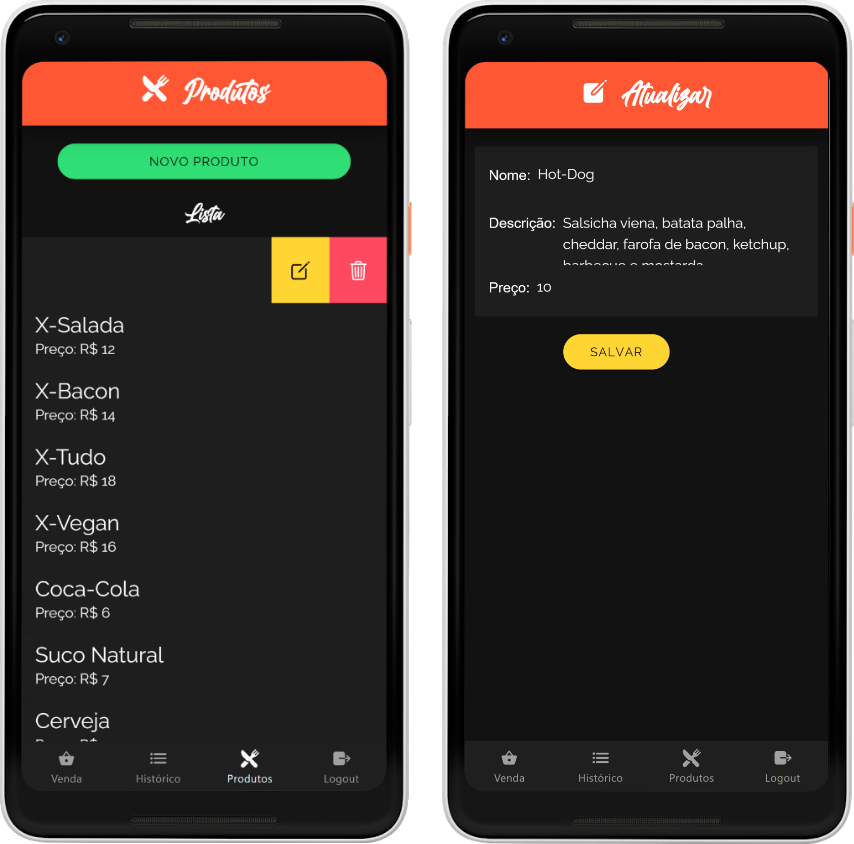 Produtos
NOVO PRODUTO
Lista
X-Salada
Preço: R$ 12
X-Bacon
Preço: R$ 14
X-Tudo
Preço: R$ 18
X-Vegan
Preço: R$ 16
Coca-Cola
Preço: R$ 6
Suco Natural
Preço: R$ 7
Cerveja
Venda Histórico Produtos Logout
Atualizar
Nome: Hot-Dog
Descrição: Salsicha viena, batata palha,
cheddar, farofa de bacon, ketchup,
barbecue e mostarda
Preço: 10
SALVAR
Venda Histórico Produtos Logout